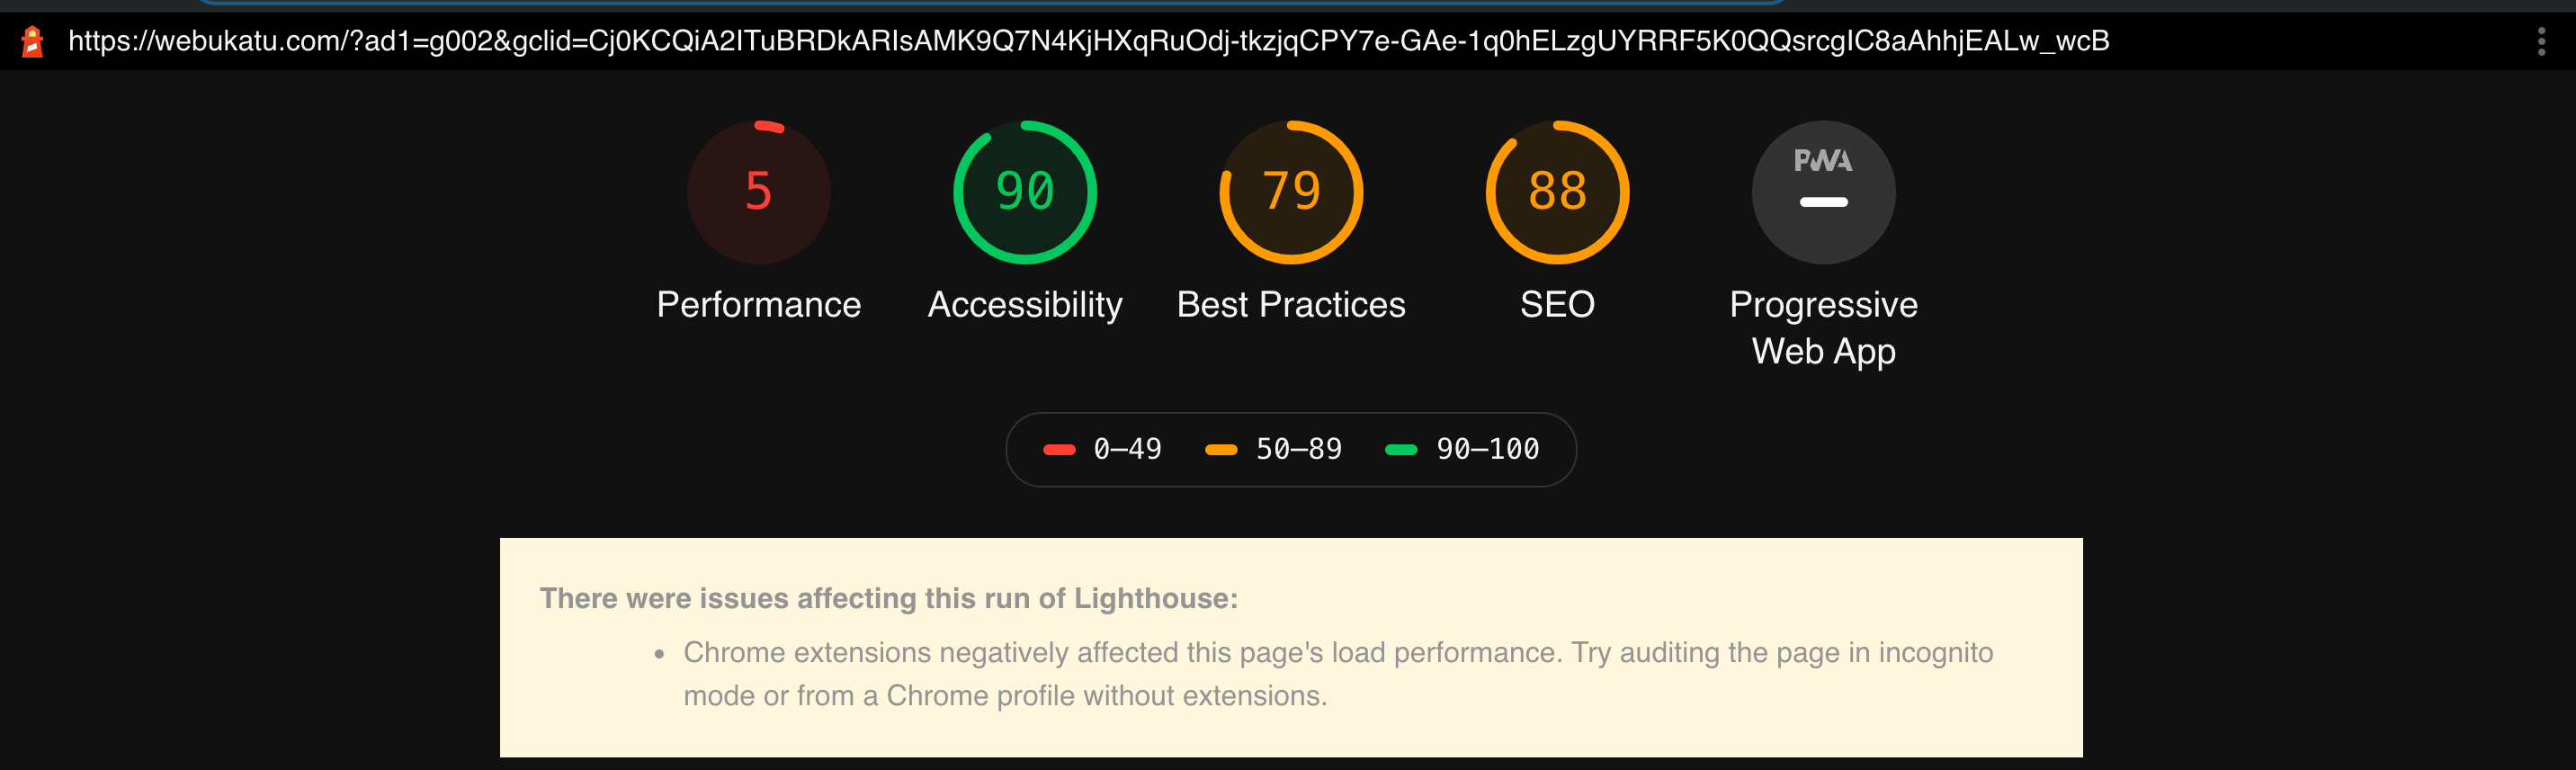 https://webukatu.com/?ad1=g002&gclid=Cj0KCQiA2ITuBRDkARIsAMK9Q7N4KjHXqRuOdj-tkzjqCPY7e-GAe-1q0hELzgUYRRF5K0QQsrcgIC8aAhhjEALw_wcB
5
90
79
88
PWA
Performance
Accessibility
Best Practices
SEO
Progressive
Web App
0–49
50–89
90–100
There were issues affecting this run of Lighthouse:
• Chrome extensions negatively affected this page's load performance. Try auditing the page in incognito
mode or from a Chrome profile without extensions.